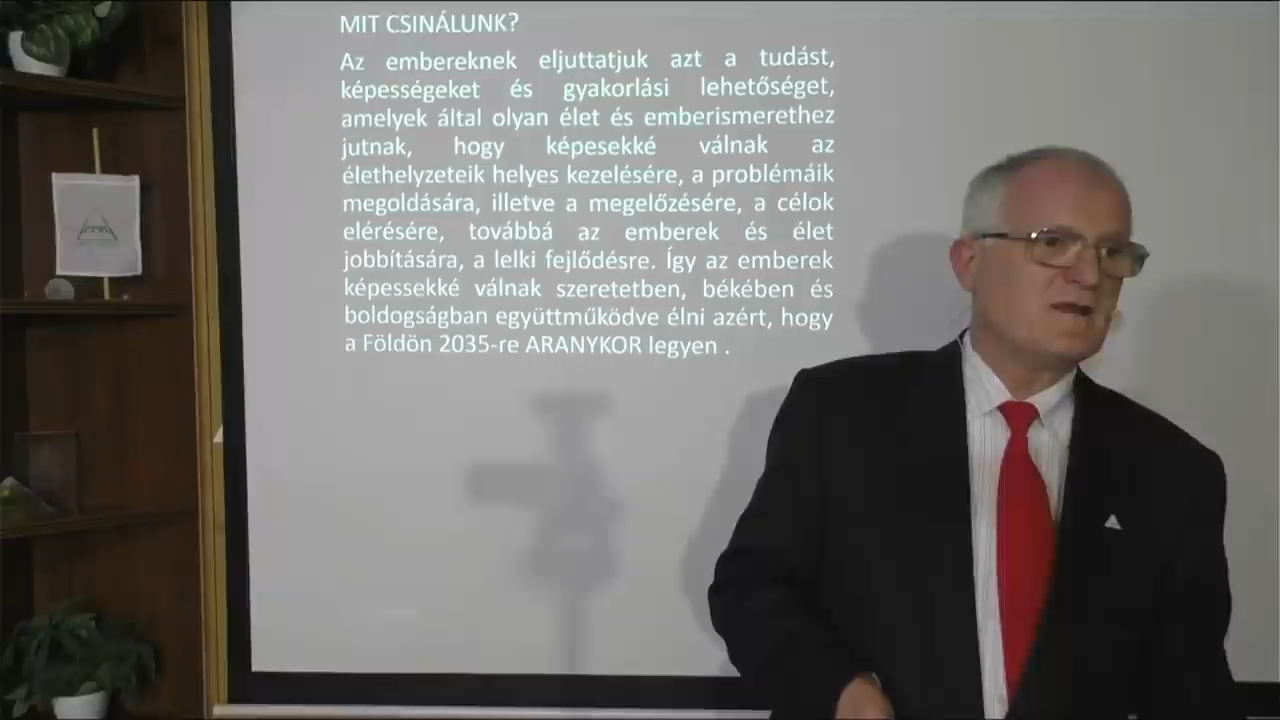 MIT CSINÁLUNK?
Az embereknek eljuttatjuk azt a tudást,
képességeket és gyakorlási lehetőséget,
amelyek által olyan élet és emberismerethez
jutnak, hogy képesekké válnak az
élethelyzeteik helyes kezelésére, a problémáik
megoldására, illetve a megelőzésére, a célok
elérésére, továbbá az emberek és élet
jobbítására, a lelki fejlődésre. Így az emberek
képessekké válnak szeretetben, békében és
boldogságban együttműködve élni azért, hogy
a Földön 2035-re ARANYKOR legyen .